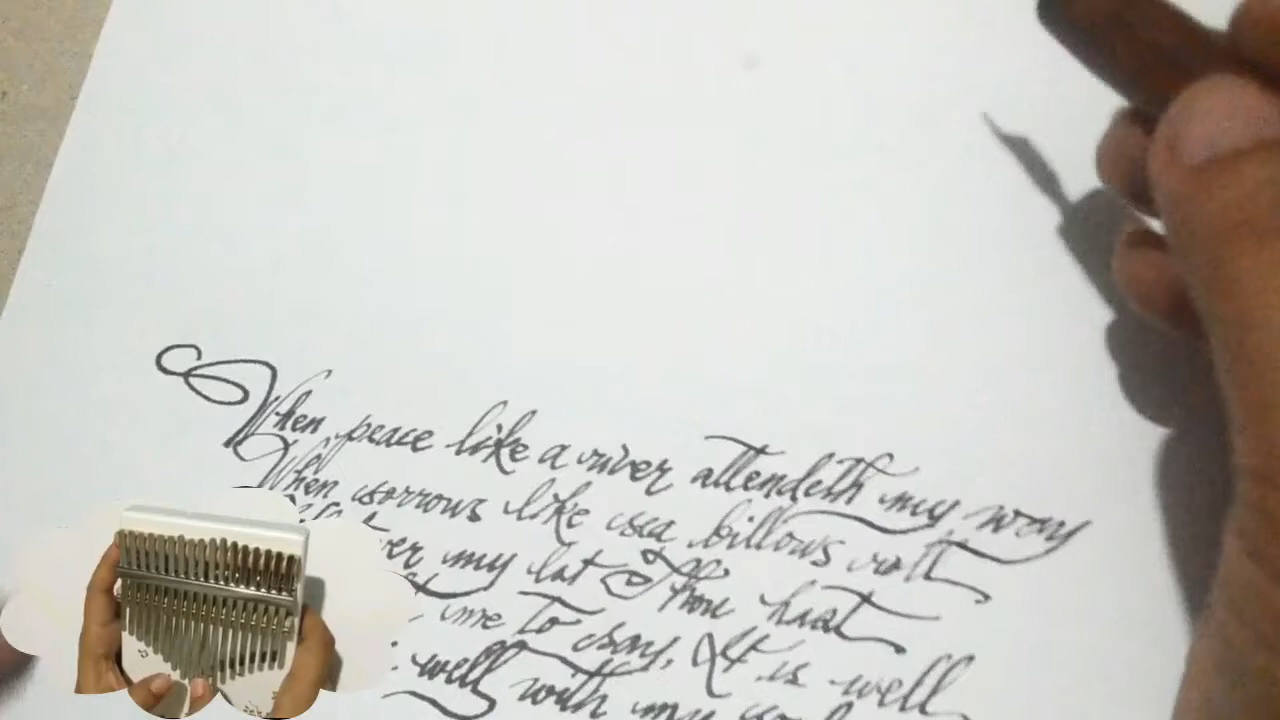 When peace like a river attendeth my way
When sorrows like sea billows roll
my lot Thou hast
me to say, It is well
well with my soul